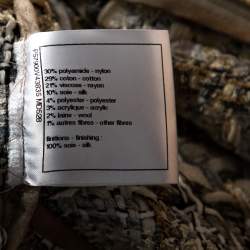 30% polyamide - nylon
29% coton - cotton
21% viscose - rayon
10% soie - silk
4% polyester - polyester
3% acrylique - acrylic
2% laine - wool
1% autres fibres - other fibres
finitions - finishing :
100% soie - silk